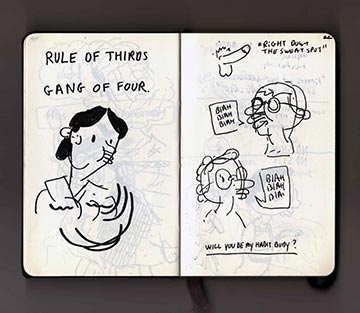 RULE OF THIRDS
GANG OF FOUR.
"RIGHT DOWN
THE SWEAT SPOT"
BLAH
BLAH
BLAH
BLAH
BLAH
BLAH
WILL YOU BE MY HABIT BUDY?